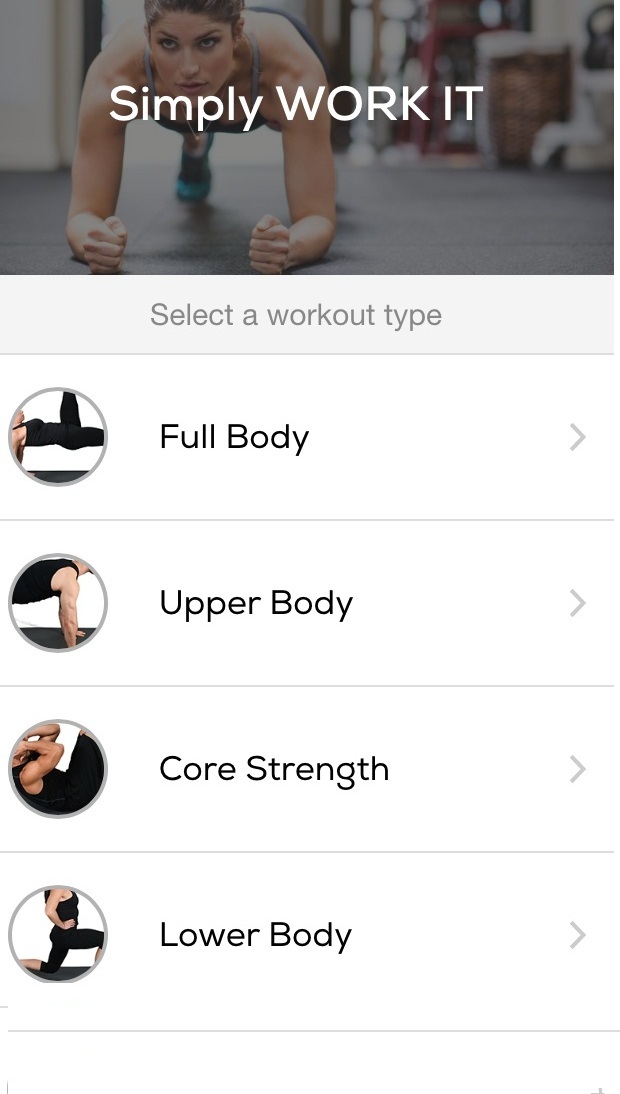 Simply WORK IT
Select a workout type
Full Body
Upper Body
Core Strength
Lower Body